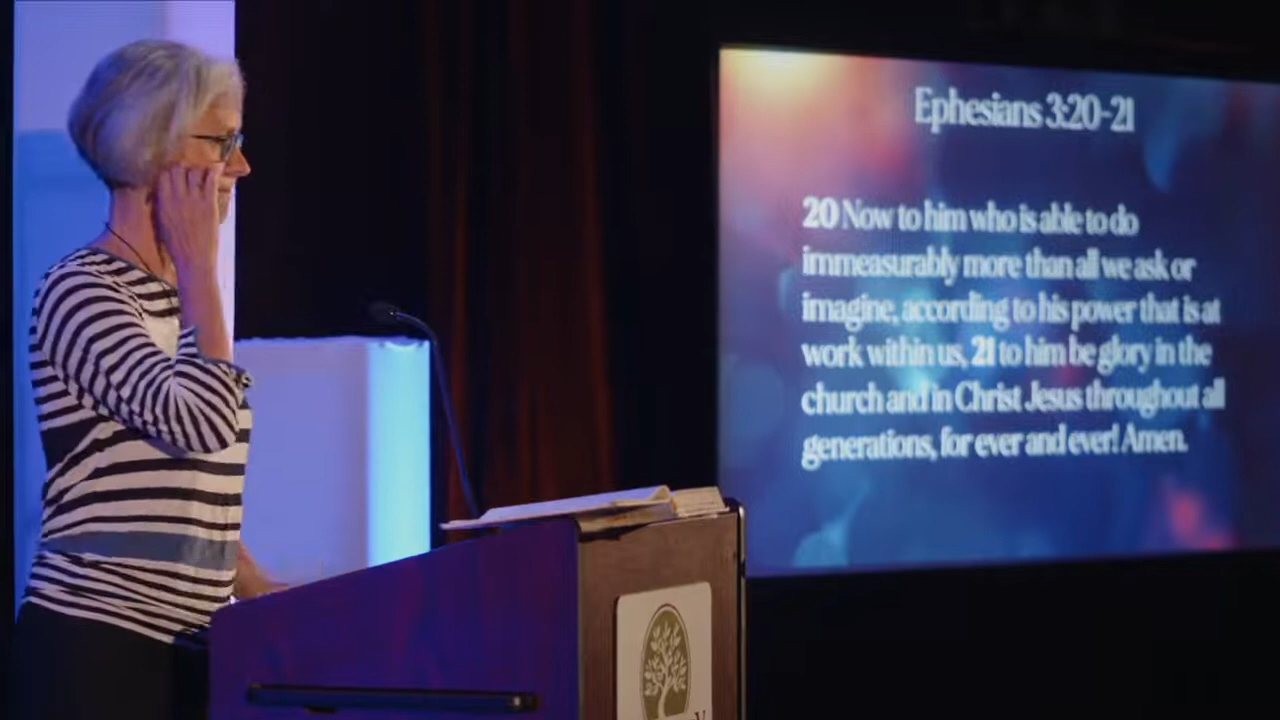 Ephesians 3:20-21
20 Now to him who is able to do
immeasurably more than all we ask or
imagine, according to his power that is at
work within us, 21 to him be glory in the
church and in Christ Jesus throughout all
generations, for ever and ever! Amen.